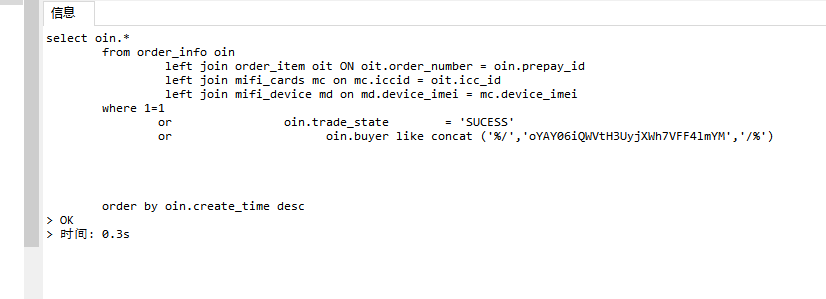 信息
select oin.*
from order_info oin
left join order_item oit ON oit.order_number = oin.prepay_id
left join mifi_cards mc on mc.iccid = oit.icc_id
left join mifi_device md on md.device_imei = mc.device_imei
where 1=1
or oin.trade_state = 'SUCESS'
or oin.buyer like concat ('%/','oYAY06iQWVtH3UyjXWh7VFF4lmYM','/%')
order by oin.create_time desc
> OK
> 时间: 0.3s